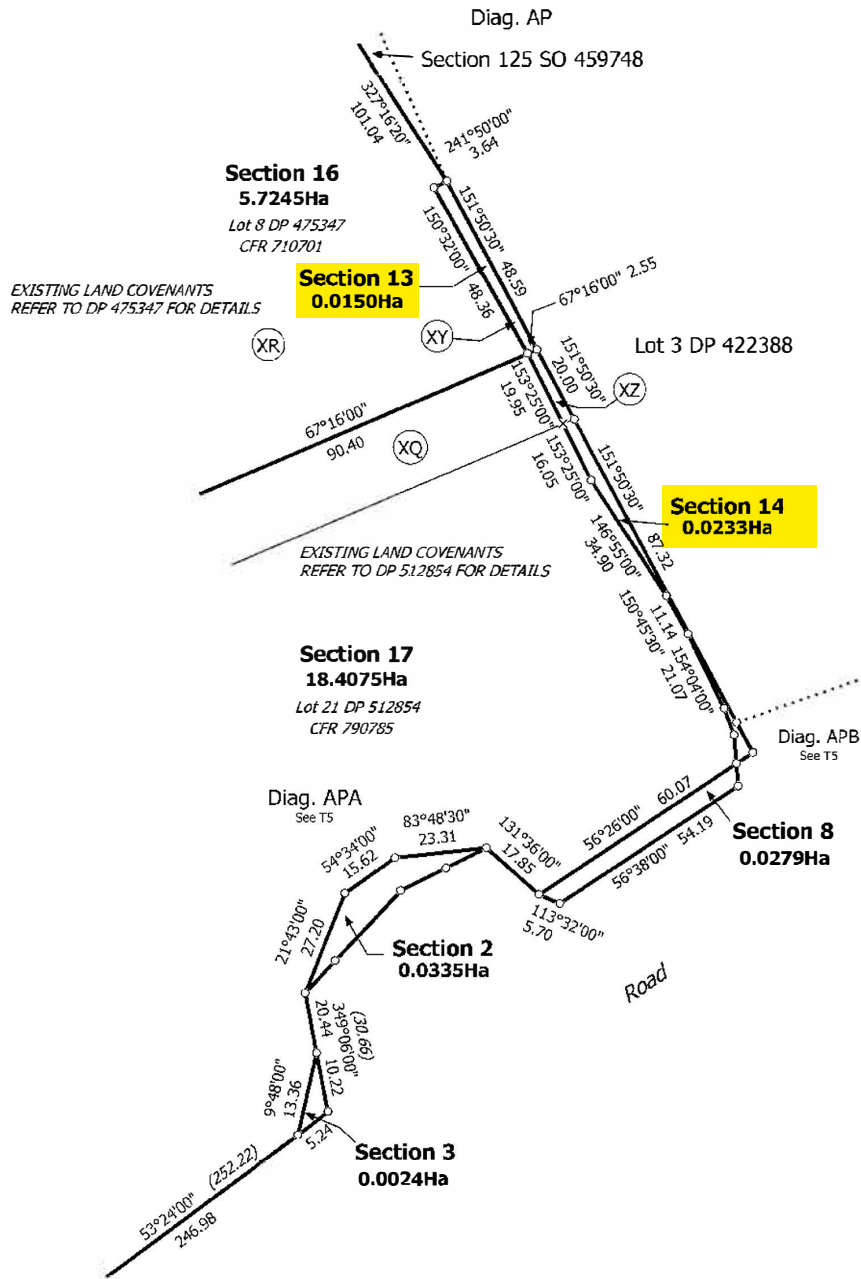 Diag. AP
Section 125 SO 459748
327°16'20"
101.04
241°50'00"
3.64
Section 16
5.7245Ha
Lot 8 DP 475347
CFR 710701
151°50'30" 48.59
150°32'00" 48.36
Section 13
0.0150Ha
67°16'00" 2.55
EXISTING LAND COVENANTS
REFER TO DP 475347 FOR DETAILS
XR
XY
Lot 3 DP 422388
151°50'30"
20.00
XZ
153°25'00"
19.95
67°16'00"
90.40
XQ
153°25'00"
16.05
151°50'30"
87.32
Section 14
0.0233Ha
146°55'00"
34.90
EXISTING LAND COVENANTS
REFER TO DP 512854 FOR DETAILS
11.14
150°45'30"
154°04'00"
21.07
Section 17
18.4075Ha
Lot 21 DP 512854
CFR 790785
Diag. APB
See T5
Diag. APA
See T5
83°48'30"
23.31
54°34'00"
15.62
131°36'00"
17.85
56°26'00" 60.07
56°38'00" 54.19
Section 8
0.0279Ha
113°32'00"
5.70
21°43'00"
27.20
Section 2
0.0335Ha
Road
(30.66)
349°06'00"
20.44 10.22
9°48'00"
13.36
5.24
Section 3
0.0024Ha
53°24'00" (252.22)
246.98